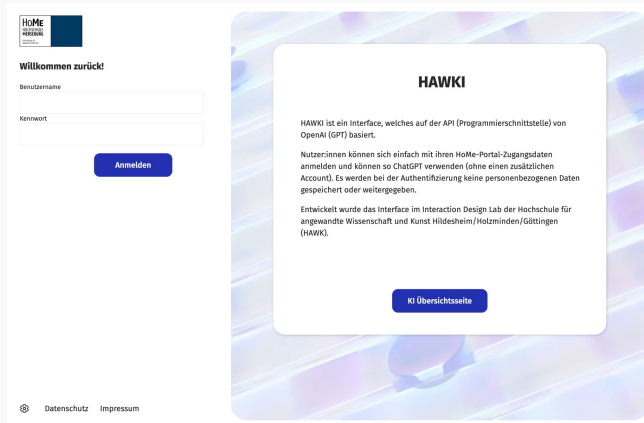 HOME
HOCHSCHULE
MERSEBURG
Willkommen zurück!
Benutzername
Kennwort
Anmelden
Datenschutz Impressum
HAWKI
HAWKI ist ein Interface, welches auf der API (Programmierschnittstelle) von
OpenAI (GPT) basiert.
Nutzer:innen können sich einfach mit ihren HoMe-Portal-Zugangsdaten
anmelden und können so ChatGPT verwenden (ohne einen zusätzlichen
Account). Es werden bei der Authentifizierung keine personenbezogenen Daten
gespeichert oder weitergegeben.
Entwickelt wurde das Interface im Interaction Design Lab der Hochschule für
angewandte Wissenschaft und Kunst Hildesheim/Holzminden/Göttingen
(HAWK).
KI Übersichtsseite